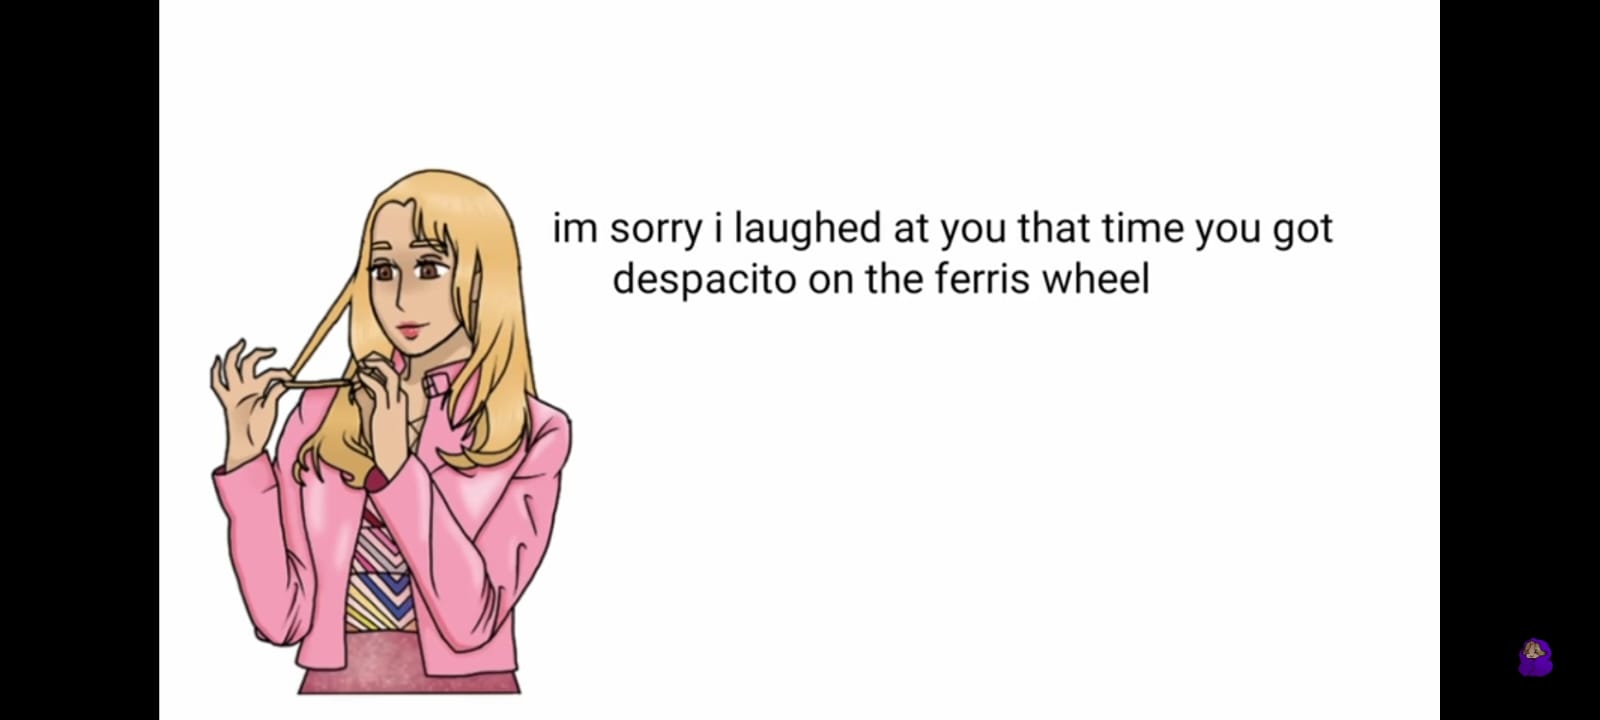 im sorry i laughed at you that time you got
despacito on the ferris wheel